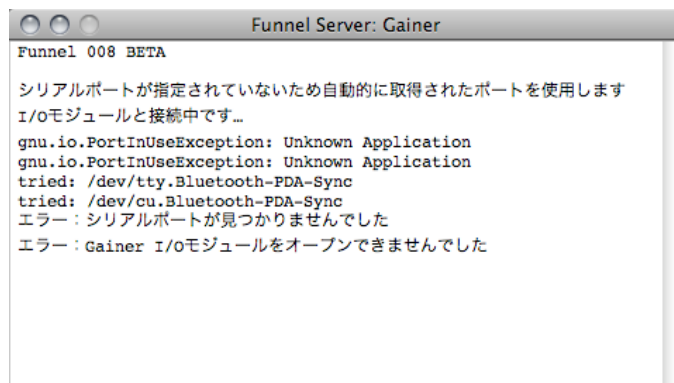 Funnel Server: Gainer
Funnel 008 BETA
シリアルポートが指定されていないため自動的に取得されたポートを使用します
I/Oモジュールと接続中です…
gnu.io.PortInUseException: Unknown Application
gnu.io.PortInUseException: Unknown Application
tried: /dev/tty.Bluetooth-PDA-Sync
tried: /dev/cu.Bluetooth-PDA-Sync
エラー：シリアルポートが見つかりませんでした
エラー：Gainer I/Oモジュールをオープンできませんでした